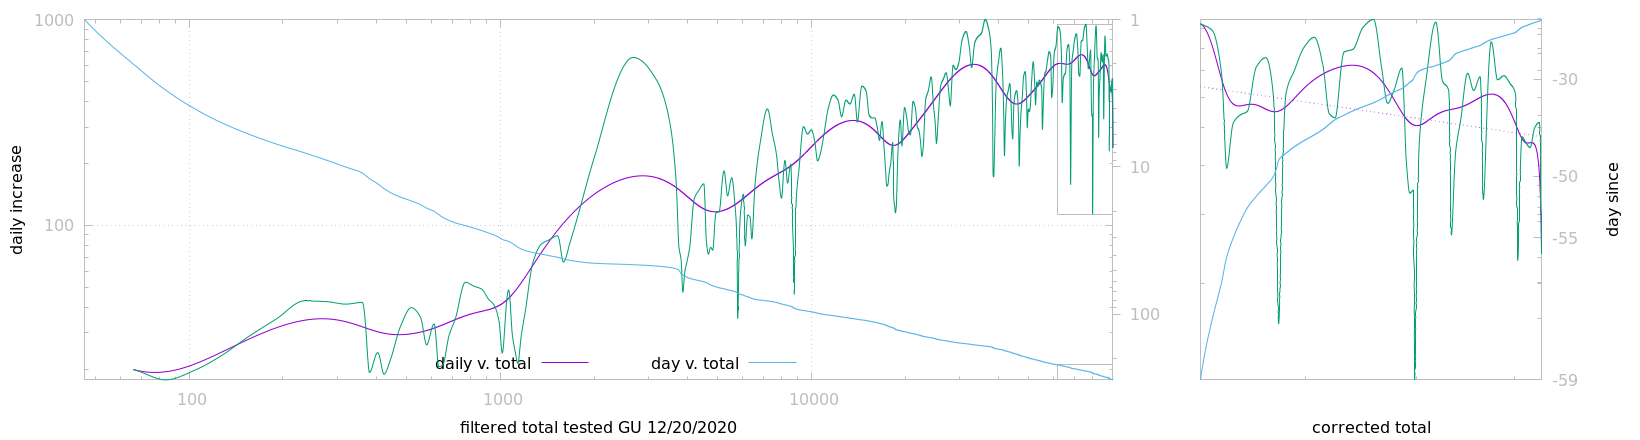 1000
100
daily increase
100
1000
10000
filtered total tested GU 12/20/2020
daily v. total
day v. total
1
10
100
-30
-50
-55
-59
day since
corrected total